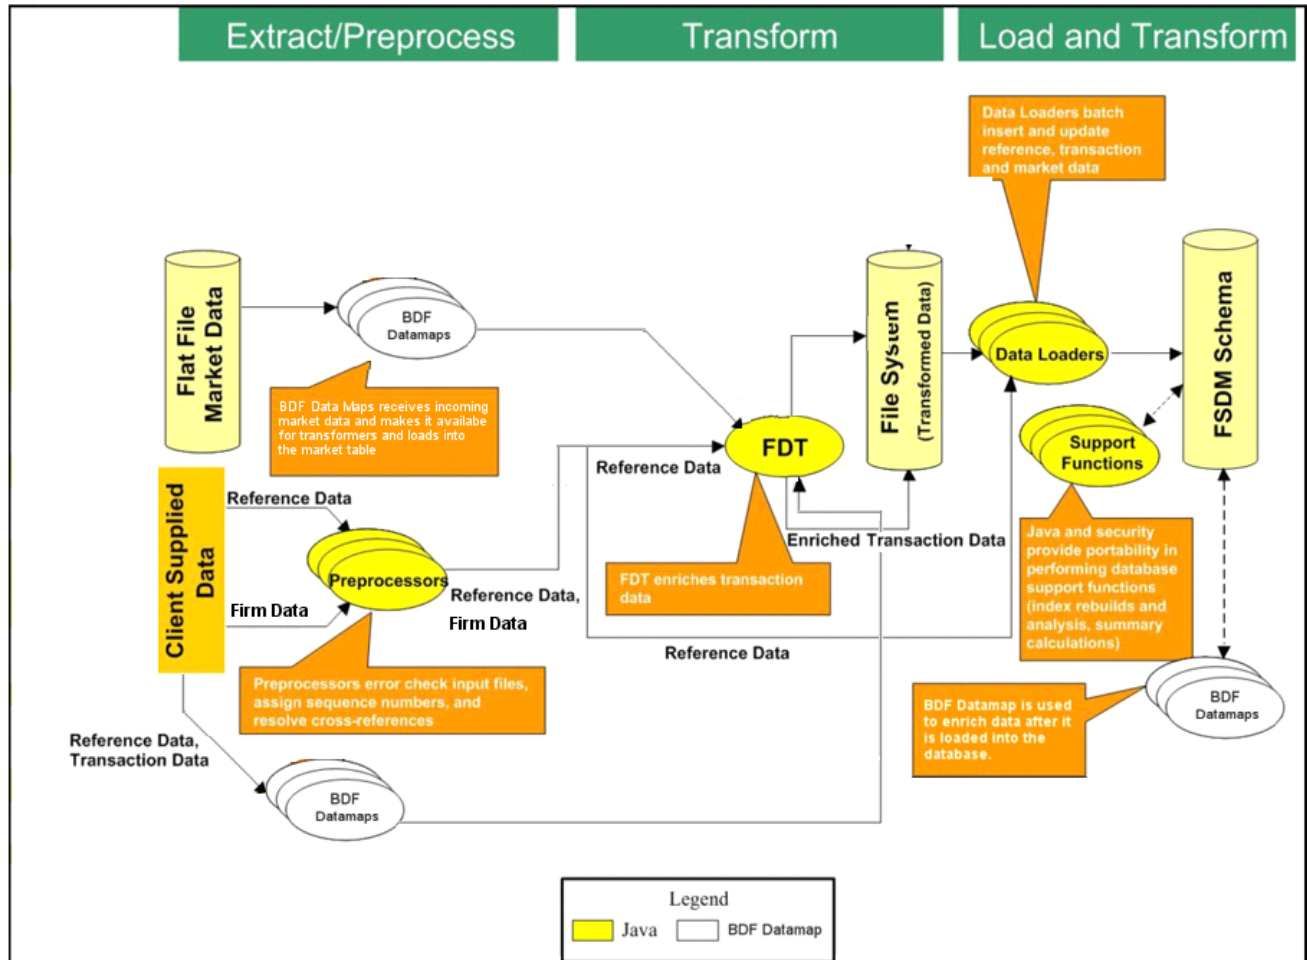 Extract/Preprocess
Transform
Load and Transform
Data Loaders batch
insert and update
reference, transaction
and market data
Flat File
Market Data
BDF
Datamaps
BDF Data Maps receives incoming
market data and makes it availabe
for transformers and loads into
the market table
File System
(Transformed Data)
Data Loaders
FSDM Schema
FDT
Reference Data
Support
Functions
Client Supplied
Data
Reference Data
Preprocessors
Firm Data
Reference Data,
Firm Data
Enriched Transaction Data
FDT enriches transaction
data
Java and security
provide portability in
performing database
support functions
(index rebuilds and
analysis, summary
calculations)
Reference Data
Preprocessors error check input files,
assign sequence numbers, and
resolve cross-references
BDF Datamap is used
to enrich data after it
is loaded into the
database.
BDF
Datamaps
Reference Data,
Transaction Data
BDF
Datamaps
Legend
Java
BDF Datamap